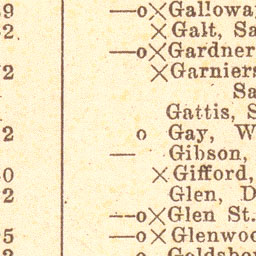 9 —o×Galloway
2 ×Galt, Sa
—o×Gardner
2 ×Garniers
Sa
Gattis, S
2 o Gay, W
— Gibson,
0 ×Gifford,
2 Glen, D
—o×Glen St.
5 —o×Glenwoo